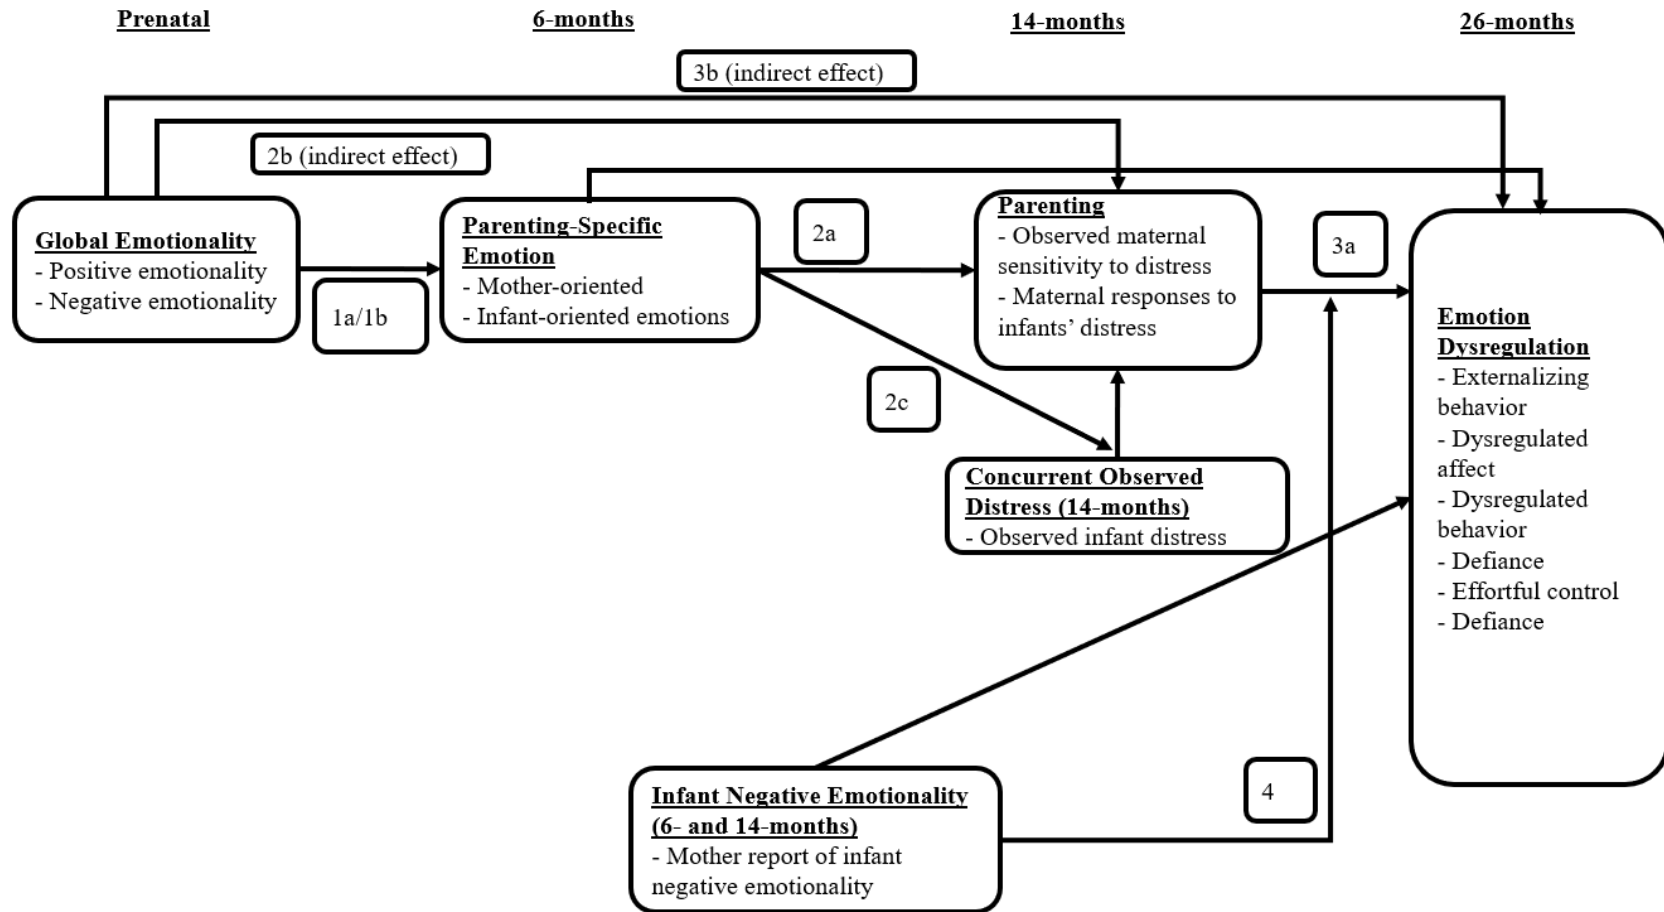 Prenatal
6-months
14-months
26-months
3b (indirect effect)
2b (indirect effect)
Global Emotionality
- Positive emotionality
- Negative emotionality
1a/1b
Parenting-Specific
Emotion
- Mother-oriented
- Infant-oriented emotions
2a
2c
Parenting
- Observed maternal
sensitivity to distress
- Maternal responses to
infants’ distress
3a
Concurrent Observed
Distress (14-months)
- Observed infant distress
Emotion
Dysregulation
- Externalizing
behavior
- Dysregulated
affect
- Dysregulated
behavior
- Defiance
- Effortful control
- Defiance
Infant Negative Emotionality
(6- and 14-months)
- Mother report of infant
negative emotionality
4